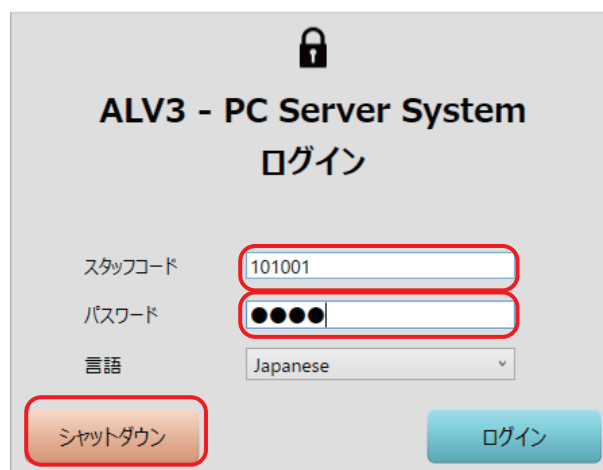 ALV3 - PC Server System
ログイン
スタッフコード 101001
パスワード ●●●●
言語 Japanese
シャットダウン ログイン